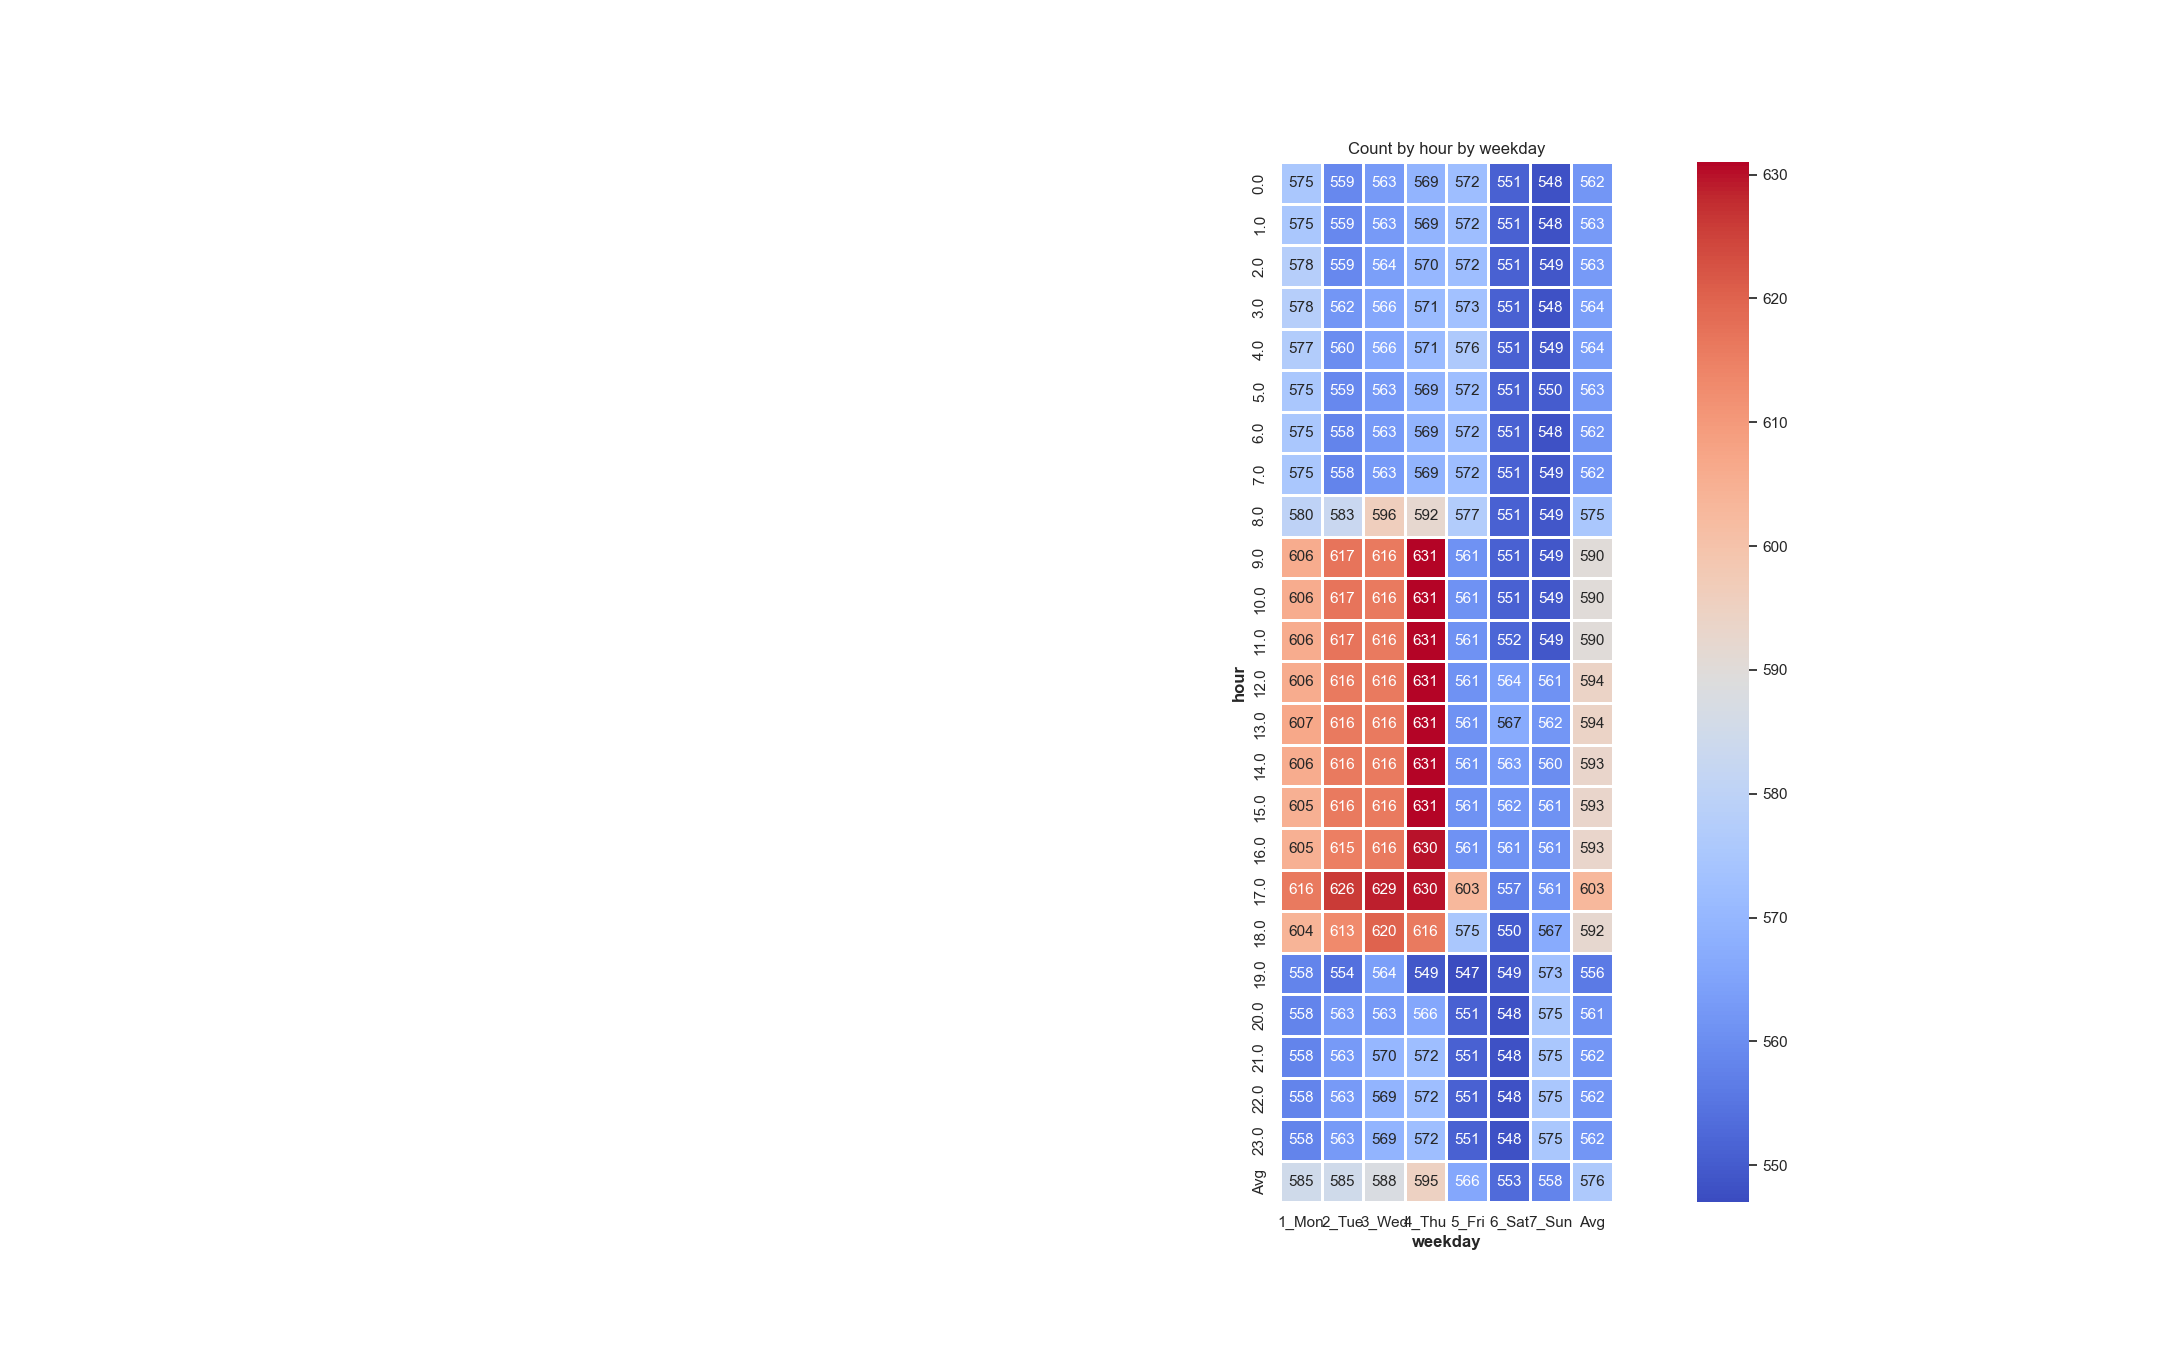 Count by hour by weekday
0.0 575 559 563 569 572 551 548 562
1.0 575 559 563 569 572 551 548 563
2.0 578 559 564 570 572 551 549 563
3.0 578 562 566 571 573 551 548 564
4.0 577 560 566 571 576 551 549 564
5.0 575 559 563 569 572 551 550 563
6.0 575 558 563 569 572 551 548 562
7.0 575 558 563 569 572 551 549 562
8.0 580 583 596 592 577 551 549 575
9.0 606 617 616 631 561 551 549 590
10.0 606 617 616 631 561 551 549 590
11.0 606 617 616 631 561 552 549 590
12.0 606 616 616 631 561 564 561 594
13.0 607 616 616 631 561 567 562 594
14.0 606 616 616 631 561 563 560 593
15.0 605 616 616 631 561 562 561 593
16.0 605 615 616 630 561 561 561 593
17.0 616 626 629 630 603 557 561 603
18.0 604 613 620 616 575 550 567 592
19.0 558 554 564 549 547 549 573 556
20.0 558 563 563 566 551 548 575 561
21.0 558 563 570 572 551 548 575 562
22.0 558 563 569 572 551 548 575 562
23.0 558 563 569 572 551 548 575 562
Avg 585 585 588 595 566 553 558 576
hour
1_Mon 2_Tue 3_Wed 4_Thu 5_Fri 6_Sat 7_Sun Avg
weekday
630
620
610
600
590
580
570
560
550